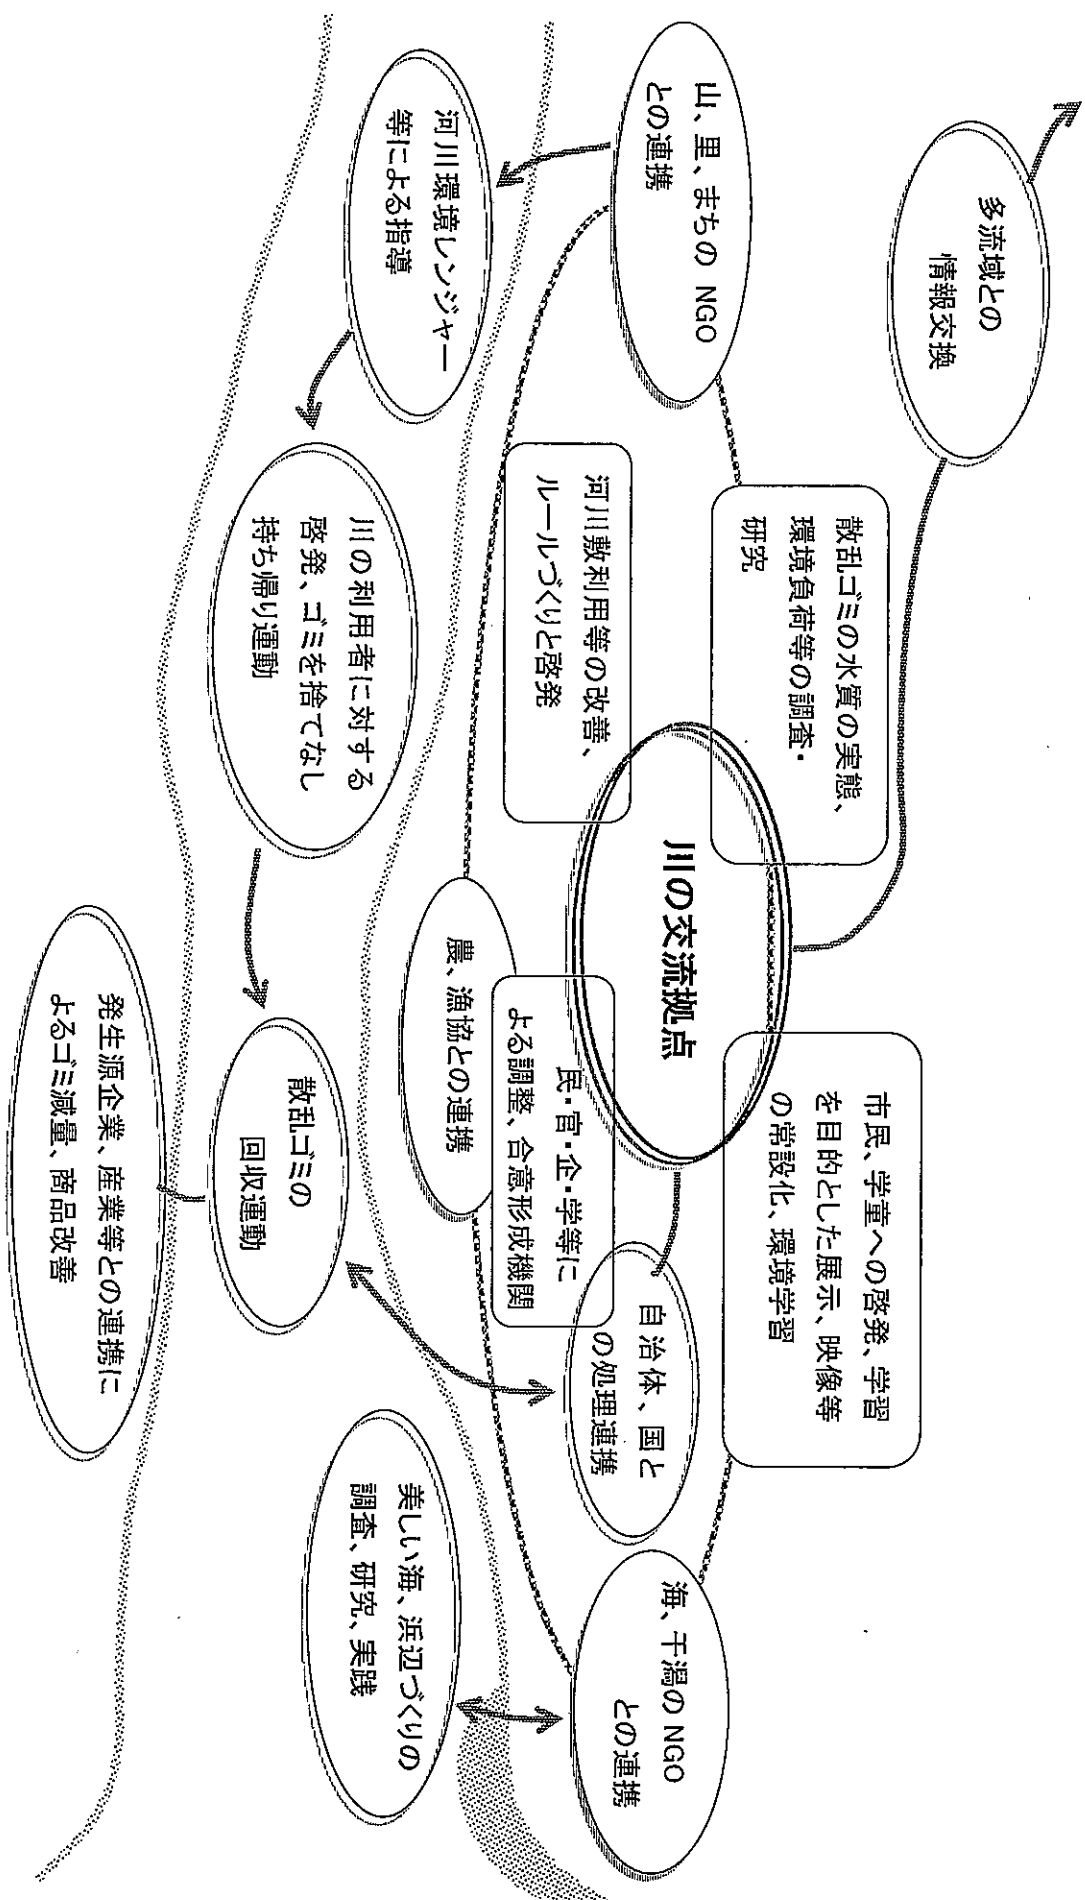 多流域との
情報交換
山、里、まちの NGO
との連携
散乱ゴミの水質の実態、
環境負荷等の調査・
研究
市民、学童への啓発、学習
を目的とした展示、映像等
の常設化、環境学習
川の交流拠点
海、干潟の NGO
との連携
自治体、国と
の処理連携
河川敷利用等の改善、
ルールづくりと啓発
民・官・企・学等に
よる調整、合意形成機関
農、漁協との連携
河川環境レンジャー
等による指導
川の利用者に対する
啓発、ゴミを捨てなし
持ち帰り運動
散乱ゴミの
回収運動
美しい海、浜辺づくりの
調査、研究、実践
発生源企業、産業等との連携に
よるゴミ減量、商品改善